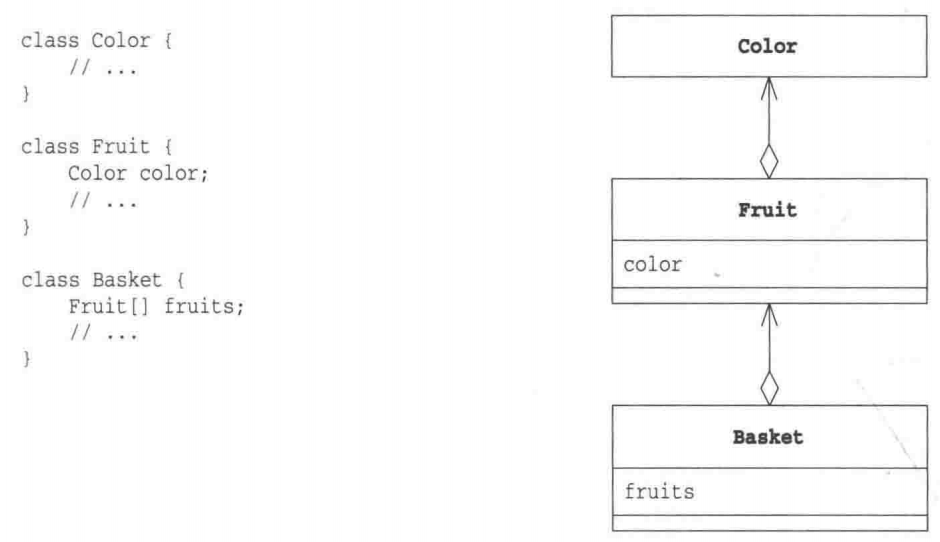 class Color {
    // ...
}
class Fruit {
    Color color;
    // ...
}
class Basket {
    Fruit[] fruits;
    // ...
}
Color
Fruit
color
Basket
fruits